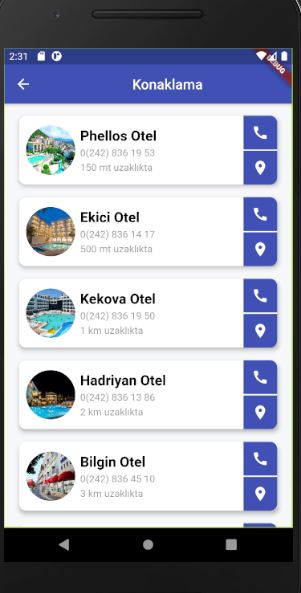 2:31
DEBUG
Konaklama
Phellos Otel
0(242) 836 19 53
150 mt uzaklıkta
Ekici Otel
0(242) 836 14 17
500 mt uzaklıkta
Kekova Otel
0(242) 836 19 50
1 km uzaklıkta
Hadriyan Otel
0(242) 836 13 86
2 km uzaklıkta
Bilgin Otel
0(242) 836 45 10
3 km uzaklıkta